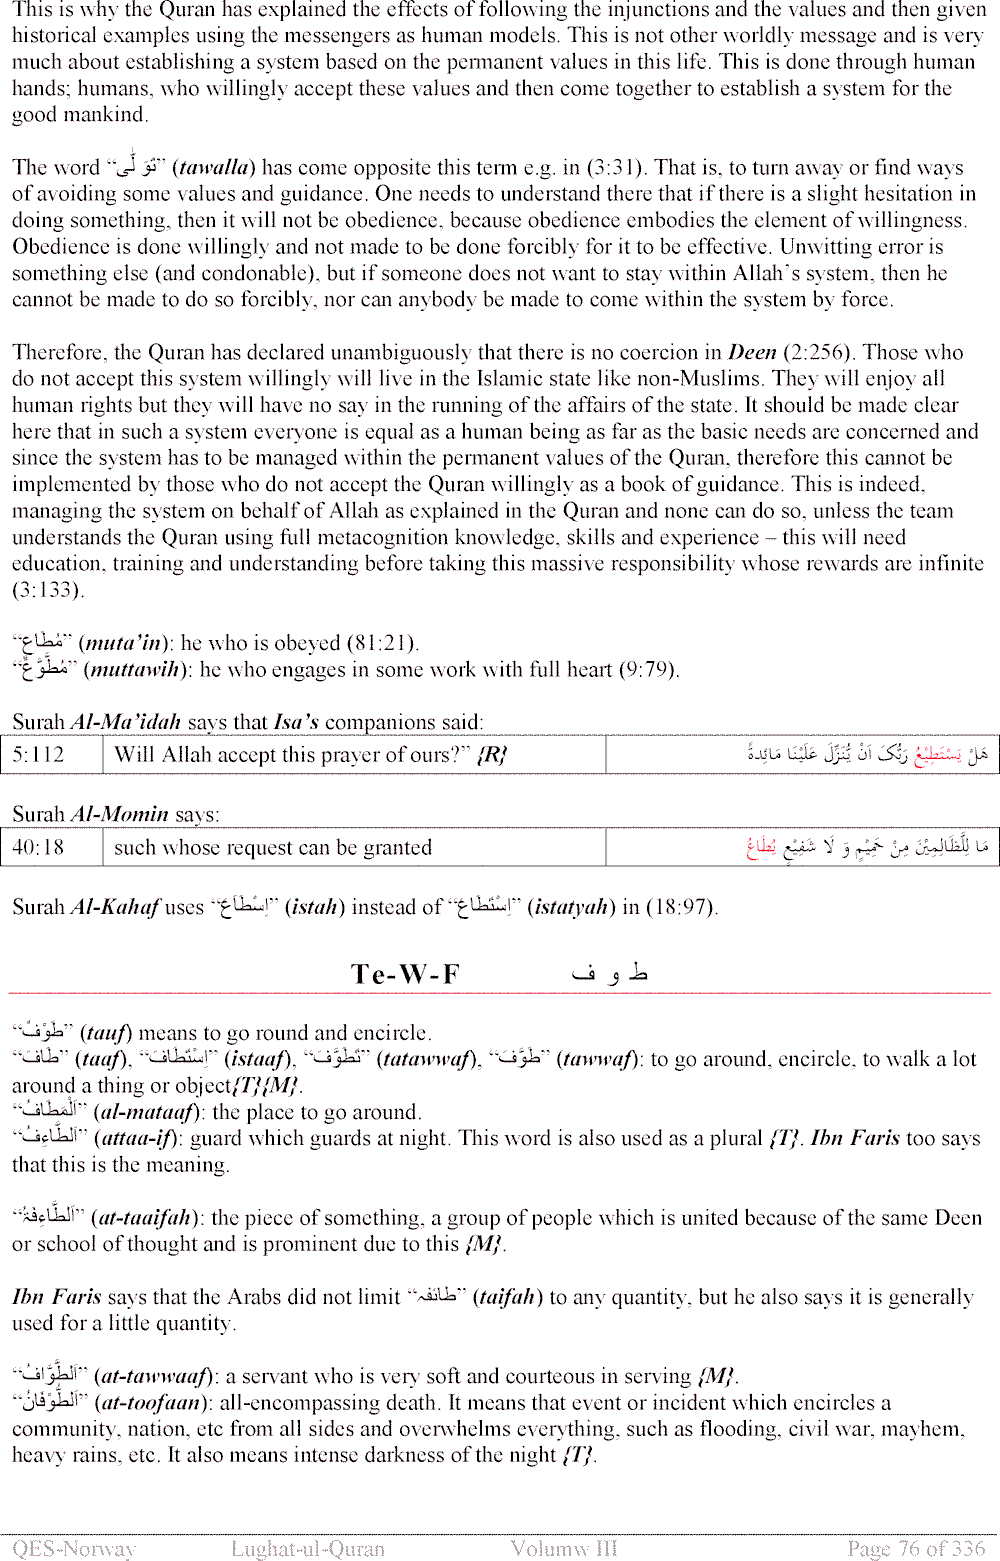 This is why the Quran has explained the effects of following the injunctions and the values and then given
historical examples using the messengers as human models. This is not other worldly message and is very
much about establishing a system based on the permanent values in this life. This is done through human
hands; humans, who willingly accept these values and then come together to establish a system for the
good mankind.
The word “تَوَلّٰی” (tawalla) has come opposite this term e.g. in (3:31). That is, to turn away or find ways
of avoiding some values and guidance. One needs to understand there that if there is a slight hesitation in
doing something, then it will not be obedience, because obedience embodies the element of willingness.
Obedience is done willingly and not made to be done forcibly for it to be effective. Unwitting error is
something else (and condonable), but if someone does not want to stay within Allah’s system, then he
cannot be made to do so forcibly, nor can anybody be made to come within the system by force.
Therefore, the Quran has declared unambiguously that there is no coercion in Deen (2:256). Those who
do not accept this system willingly will live in the Islamic state like non-Muslims. They will enjoy all
human rights but they will have no say in the running of the affairs of the state. It should be made clear
here that in such a system everyone is equal as a human being as far as the basic needs are concerned and
since the system has to be managed within the permanent values of the Quran, therefore this cannot be
implemented by those who do not accept the Quran willingly as a book of guidance. This is indeed,
managing the system on behalf of Allah as explained in the Quran and none can do so, unless the team
understands the Quran using full metacognition knowledge, skills and experience – this will need
education, training and understanding before taking this massive responsibility whose rewards are infinite
(3:133).
“مُطَاعٍ” (muta’in): he who is obeyed (81:21).
“مُطَّوِّعٌ” (muttawih): he who engages in some work with full heart (9:79).
Surah Al-Ma’idah says that Isa’s companions said:
5:112 Will Allah accept this prayer of ours?” {R} هَلْ يَسْتَطِيْعُ رَبُّکَ اَنْ يُّنَزِّلَ عَلَيْنَا مَائِدةً
Surah Al-Momin says:
40:18 such whose request can be granted مَا لِلظَّالِمِيْنَ مِنْ حَمِيْمٍ وَ لَا شَفِيْعٍ يُطَاعُ
Surah Al-Kahaf uses “اِسْطَاَعَ” (istah) instead of “اِسْتَطَاعَ” (istatyah) in (18:97).
Te-W-F ط و ف
“طَوْفٌ” (tauf) means to go round and encircle.
“طَافَ” (taaf), “اِسْتَطَافَ” (istaaf), “تَطَوَّفَ” (tatawwaf), “طَوَّفَ” (tawwaf): to go around, encircle, to walk a lot
around a thing or object{T}{M}.
“اَلْمَطَافُ” (al-mataaf): the place to go around.
“اَلطَّاءِفُ” (attaa-if): guard which guards at night. This word is also used as a plural {T}. Ibn Faris too says
that this is the meaning.
“اَلطَّاءِفَۃُ” (at-taaifah): the piece of something, a group of people which is united because of the same Deen
or school of thought and is prominent due to this {M}.
Ibn Faris says that the Arabs did not limit “طائفہ” (taifah) to any quantity, but he also says it is generally
used for a little quantity.
“اَلطَّوَّافُ” (at-tawwaaf): a servant who is very soft and courteous in serving {M}.
“اَلطُّوْفَانُ” (at-toofaan): all-encompassing death. It means that event or incident which encircles a
community, nation, etc from all sides and overwhelms everything, such as flooding, civil war, mayhem,
heavy rains, etc. It also means intense darkness of the night {T}.
QES-Norway Lughat-ul-Quran Volumw III Page 76 of 336